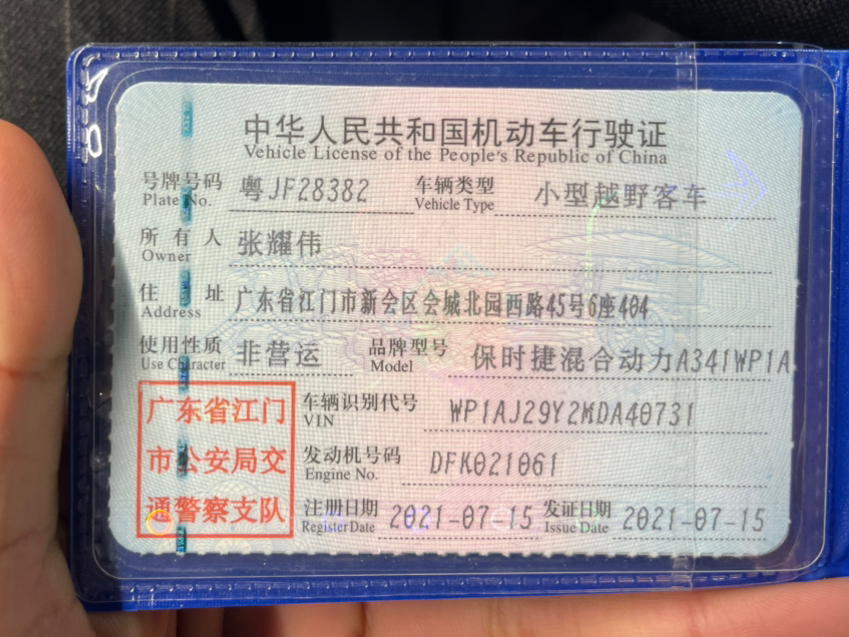 中华人民共和国机动车行驶证
Vehicle License of the People's Republic of China
号牌号码 粤JF28382 车辆类型 小型越野客车
Plate No. Vehicle Type
所有人 张耀伟
Owner
住址 广东省江门市新会区会城北园西路45号6座404
Address
使用性质 非营运 品牌型号 保时捷混合动力A341WP1A
Use Character Model
广东省江门 车辆识别代号 WP1AJ29Y2MDA40731
VIN
市公安局交 发动机号码 DFK021061
Engine No.
通警察支队 注册日期 2021-07-15 发证日期 2021-07-15
Register Date Issue Date